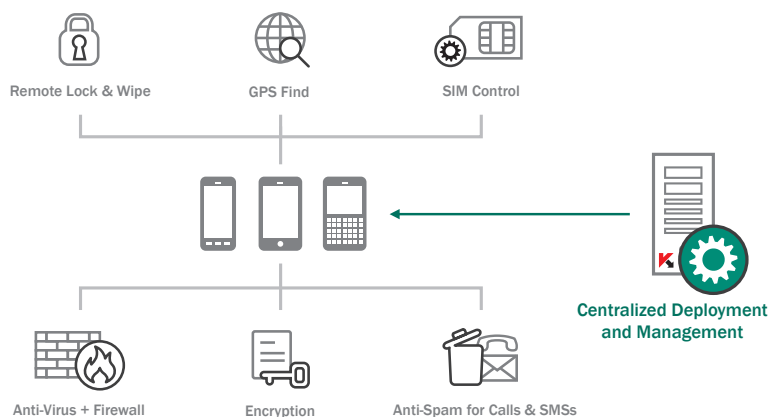 Remote Lock & Wipe
GPS Find
SIM Control
Centralized Deployment
and Management
Anti-Virus + Firewall
Encryption
Anti-Spam for Calls & SMSs